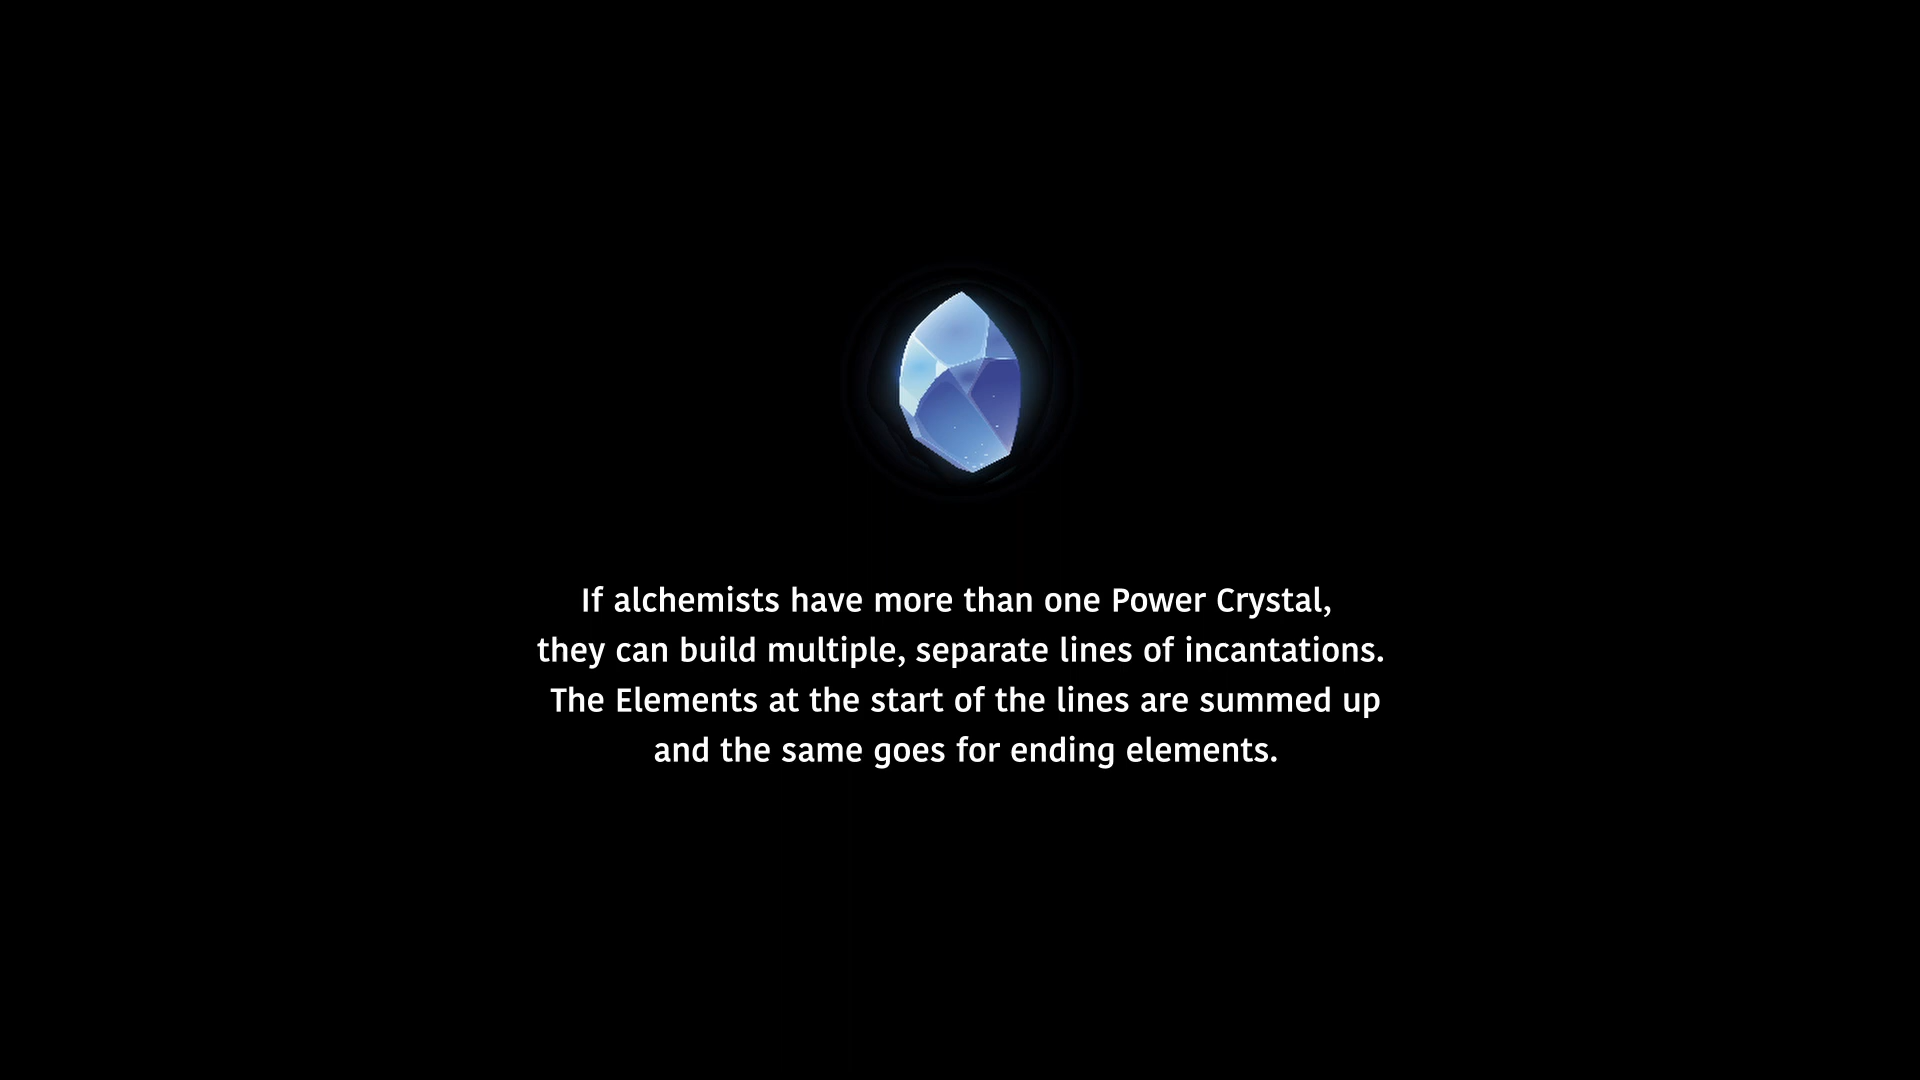 If alchemists have more than one Power Crystal,
they can build multiple, separate lines of incantations.
The Elements at the start of the lines are summed up
and the same goes for ending elements.